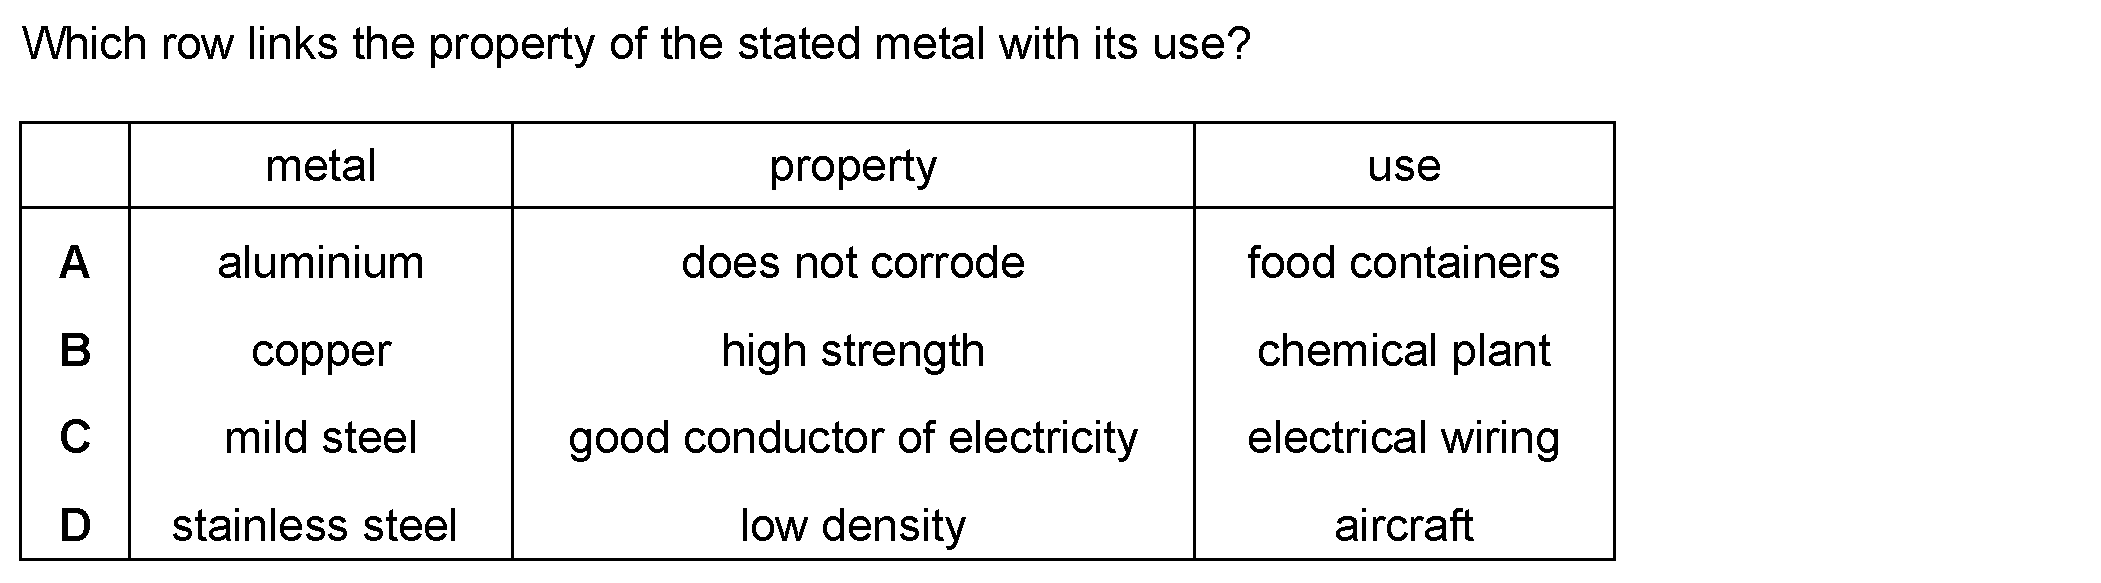 Which row links the property of the stated metal with its use?
metal property use
A aluminium does not corrode food containers
B copper high strength chemical plant
C mild steel good conductor of electricity electrical wiring
D stainless steel low density aircraft